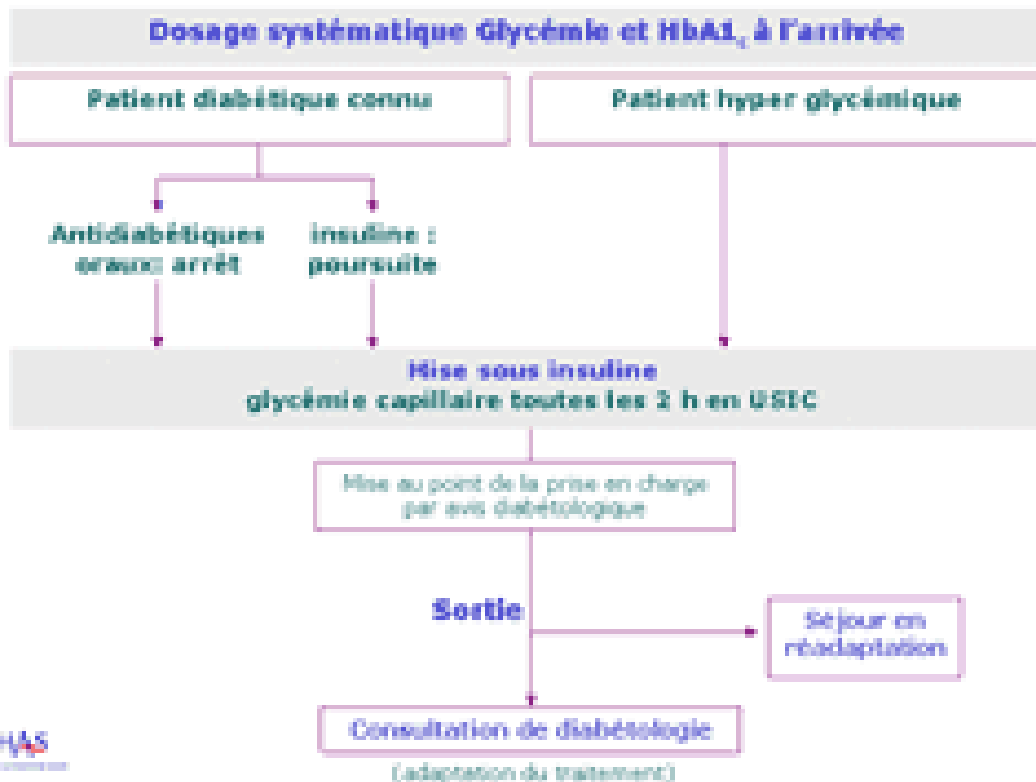 Dosage systématique Glycémie et HbA1c à l'arrivée
Patient diabétique connu
Patient hyper glycémique
Antidiabétiques
oraux: arrêt
insuline :
poursuite
Mise sous insuline
glycémie capillaire toutes les 2 h en USIC
Mise au point de la prise en charge
par avis diabétologique
Sortie
Séjour en
réadaptation
Consultation de diabétologie
(adaptation du traitement)
HAS